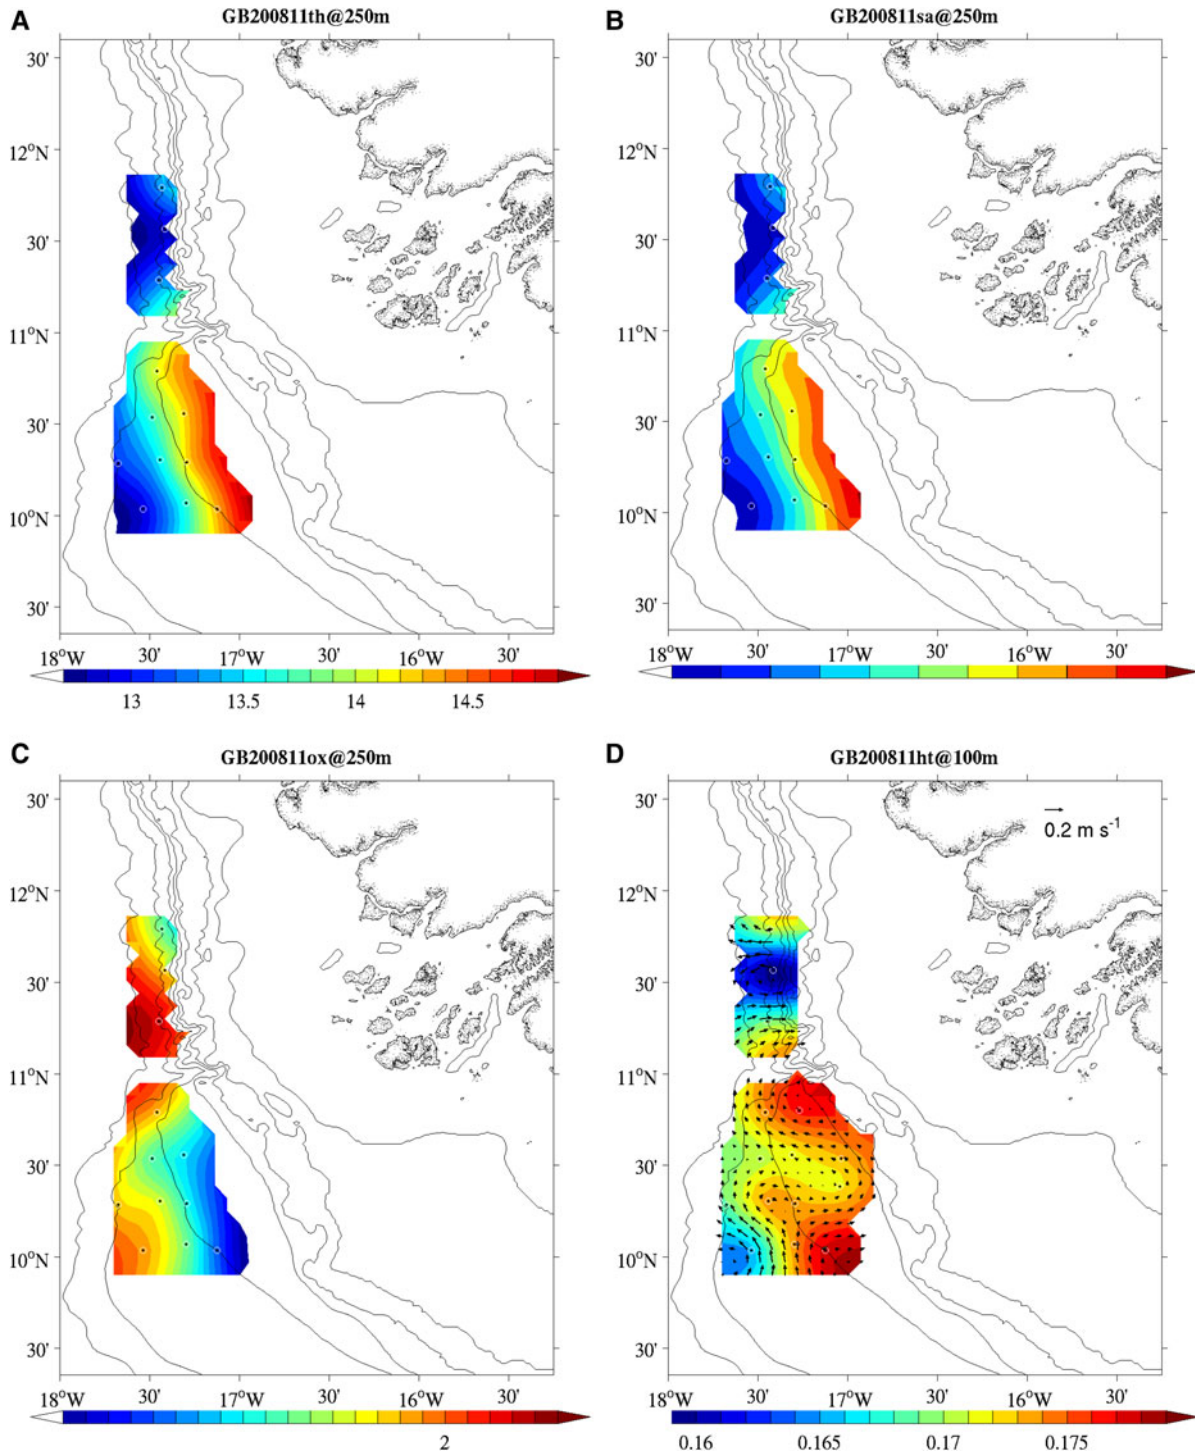 A
GB200811th@250m
30'
12°N
30'
11°N
30'
10°N
30'
18°W 30' 17°W 30' 16°W 30'
13 13.5 14 14.5
B
GB200811sa@250m
30'
12°N
30'
11°N
30'
10°N
30'
18°W 30' 17°W 30' 16°W 30'
C
GB200811ox@250m
30'
12°N
30'
11°N
30'
10°N
30'
18°W 30' 17°W 30' 16°W 30'
2
D
GB200811ht@100m
0.2 m s⁻¹
30'
12°N
30'
11°N
30'
10°N
30'
18°W 30' 17°W 30' 16°W 30'
0.16 0.165 0.17 0.175